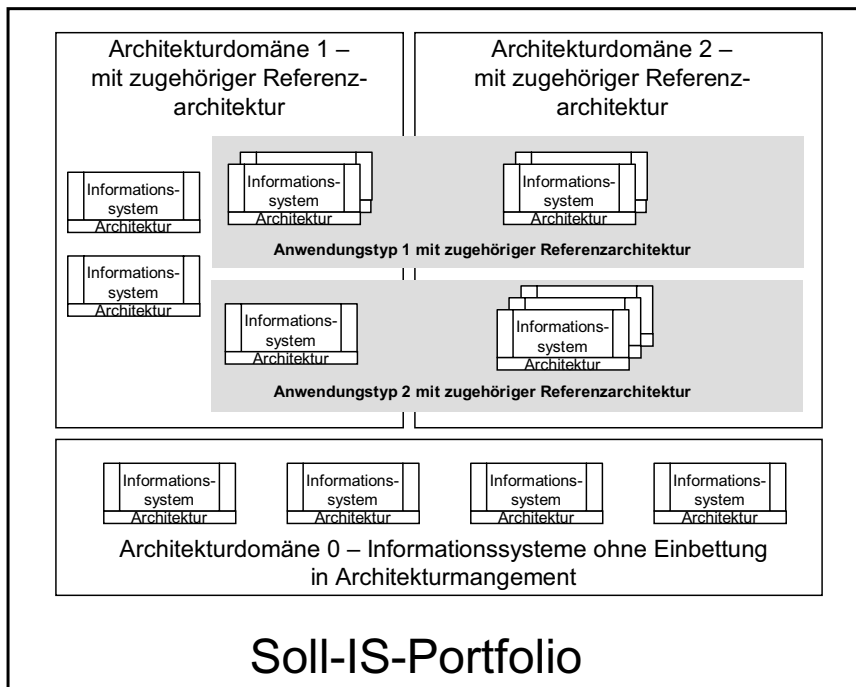 Architekturdomäne 1 –
mit zugehöriger Referenz-
architektur
Architekturdomäne 2 –
mit zugehöriger Referenz-
architektur
Informations-
system
Architektur
Informations-
system
Architektur
Informations-
system
Architektur
Informations-
system
Architektur
Anwendungstyp 1 mit zugehöriger Referenzarchitektur
Informations-
system
Architektur
Informations-
system
Architektur
Anwendungstyp 2 mit zugehöriger Referenzarchitektur
Informations-
system
Architektur
Informations-
system
Architektur
Informations-
system
Architektur
Informations-
system
Architektur
Architekturdomäne 0 – Informationssysteme ohne Einbettung
in Architekturmangement
Soll-IS-Portfolio